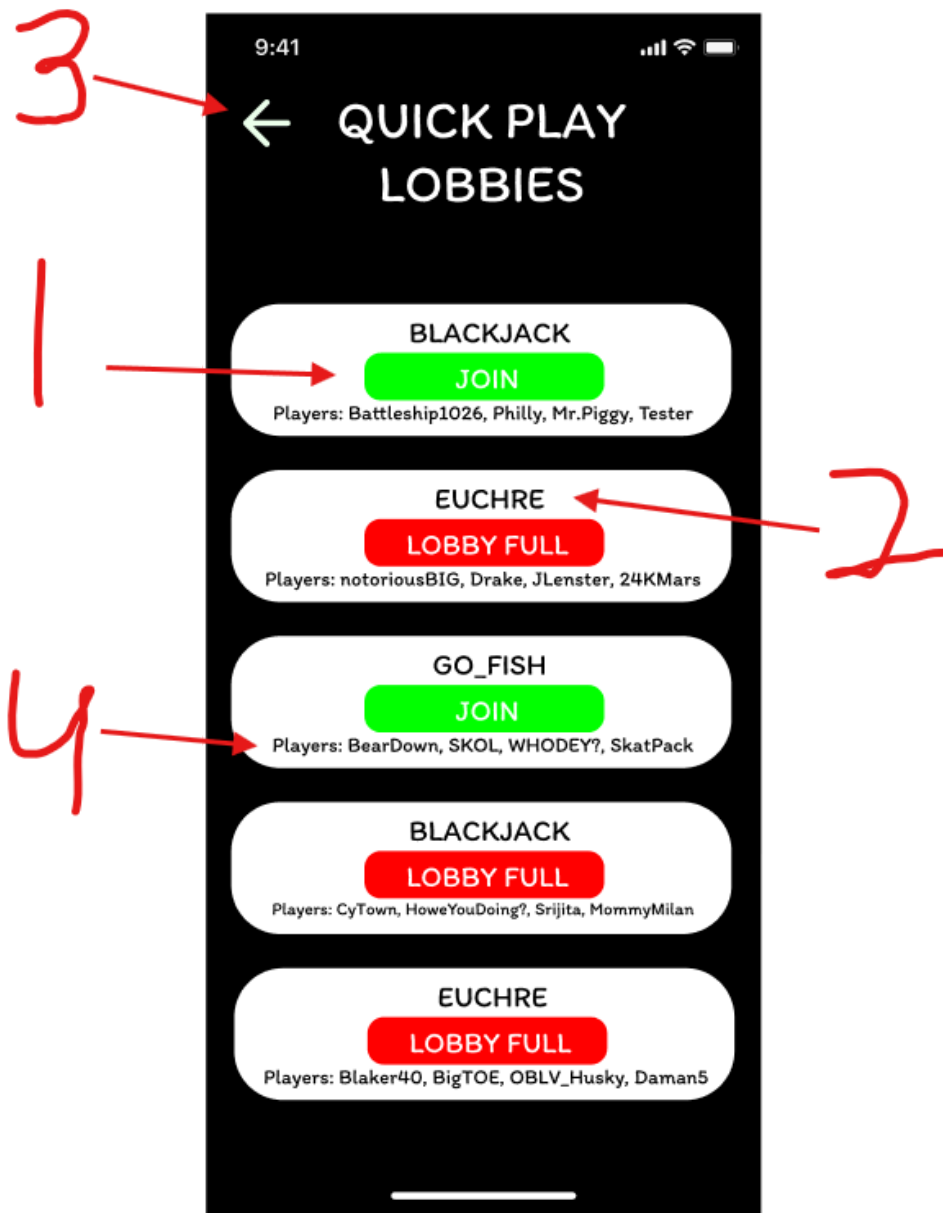 3
9:41
QUICK PLAY
LOBBIES
1
BLACKJACK
JOIN
Players: Battleship1026, Philly, Mr.Piggy, Tester
2
EUCHRE
LOBBY FULL
Players: notoriousBIG, Drake, JLenster, 24KMars
4
GO_FISH
JOIN
Players: BearDown, SKOL, WHODEY?, SkatPack
BLACKJACK
LOBBY FULL
Players: CyTown, HoweYouDoing?, Srijita, MommyMilan
EUCHRE
LOBBY FULL
Players: Blaker40, BigTOE, OBLV_Husky, Daman5